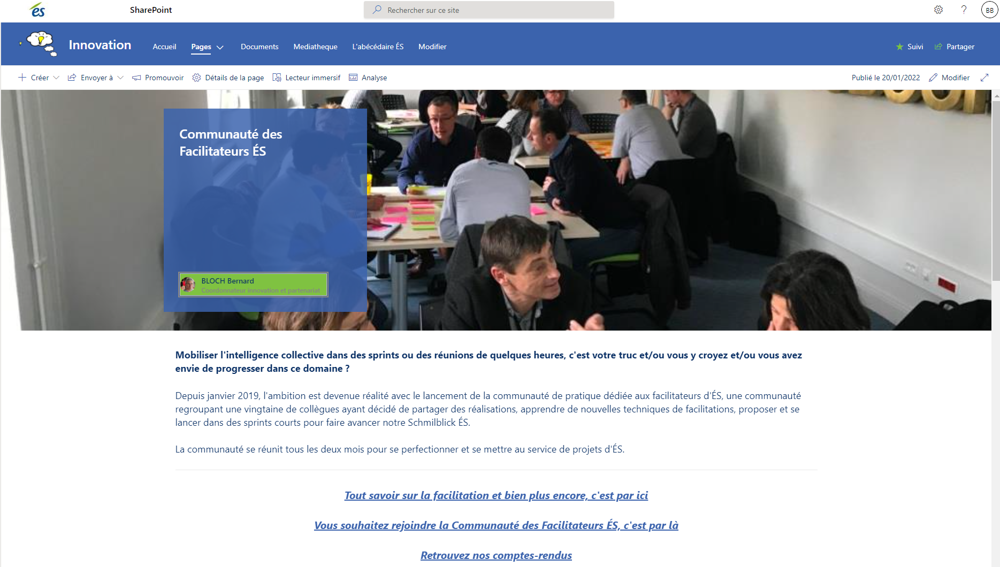 és
SharePoint
Rechercher sur ce site
BB
Innovation
Accueil
Pages
Documents
Mediatheque
L'abécédaire ÉS
Modifier
Suivi
Partager
Créer
Envoyer à
Promouvoir
Détails de la page
Lecteur immersif
Analyse
Publié le 20/01/2022
Modifier
Communauté des
Facilitateurs ÉS
BLOCH Bernard
Coordonnateur innovation et partenariat
Mobiliser l'intelligence collective dans des sprints ou des réunions de quelques heures, c'est votre truc et/ou vous y croyez et/ou vous avez
envie de progresser dans ce domaine ?
Depuis janvier 2019, l'ambition est devenue réalité avec le lancement de la communauté de pratique dédiée aux facilitateurs d'ÉS, une communauté
regroupant une vingtaine de collègues ayant décidé de partager des réalisations, apprendre de nouvelles techniques de facilitations, proposer et se
lancer dans des sprints courts pour faire avancer notre Schmilblick ÉS.
La communauté se réunit tous les deux mois pour se perfectionner et se mettre au service de projets d'ÉS.
Tout savoir sur la facilitation et bien plus encore, c'est par ici
Vous souhaitez rejoindre la Communauté des Facilitateurs ÉS, c'est par là
Retrouvez nos comptes-rendus